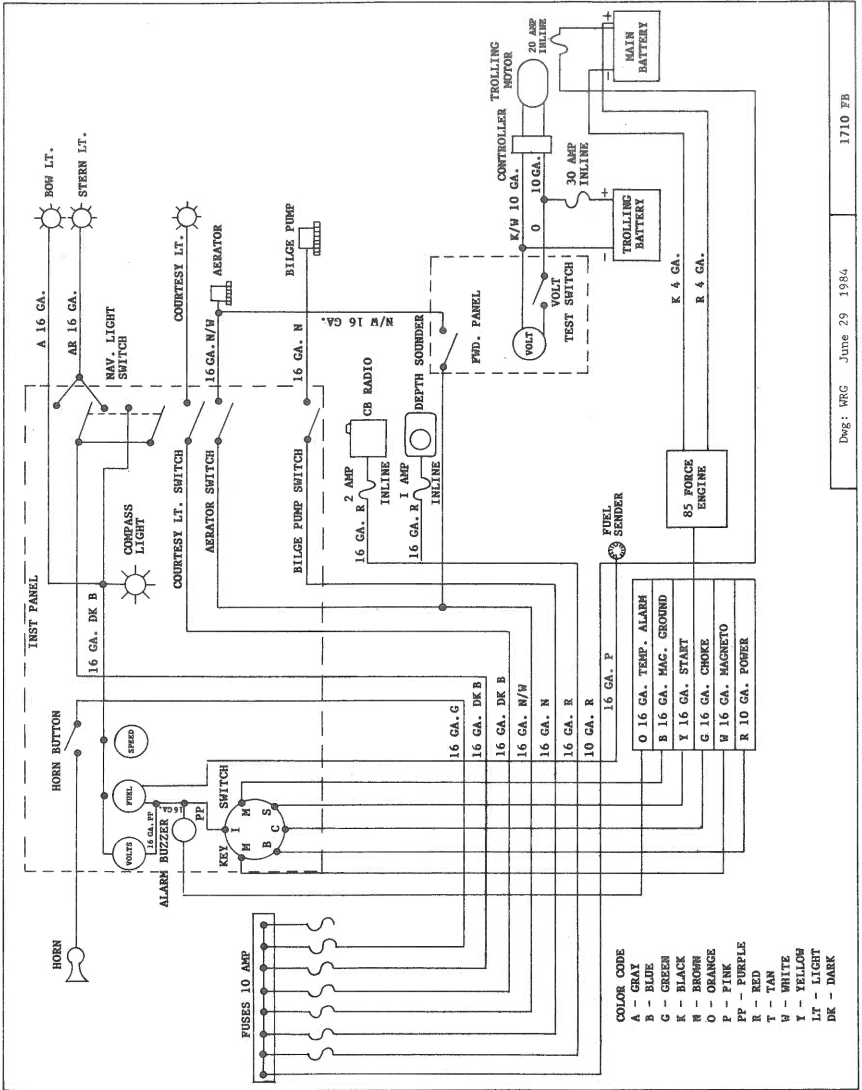 BOW LT.
STERN LT.
A 16 GA.
AR 16 GA.
NAV. LIGHT
SWITCH
COURTESY LT.
AERATOR
16 GA. N/W
BILGE PUMP
16 GA. N
N/W 16 GA.
INST PANEL
COMPASS
LIGHT
16 GA. DK B
COURTESY LT. SWITCH
AERATOR SWITCH
BILGE PUMP SWITCH
HORN BUTTON
HORN
SPEED
FUEL
VOLTS
16 GA. PP
16 GA.
PP
ALARM BUZZER
KEY
SWITCH
M
I
M
B
C
S
FUSES 10 AMP
2 AMP
INLINE
CB RADIO
16 GA. R
1 AMP
INLINE
DEPTH SOUNDER
16 GA. R
FWD. PANEL
VOLT
VOLT
TEST SWITCH
K/W 10 GA.
O
10 GA.
CONTROLLER
TROLLING
MOTOR
20 AMP
INLINE
30 AMP
INLINE
+
-
MAIN
BATTERY
+
-
TROLLING
BATTERY
K 4 GA.
R 4 GA.
85 FORCE
ENGINE
FUEL
SENDER
16 GA. P
16 GA. G
16 GA. DK B
16 GA. DK B
16 GA. N/W
16 GA. N
16 GA. R
10 GA. R
O 16 GA. TEMP. ALARM
B 16 GA. MAG. GROUND
Y 16 GA. START
G 16 GA. CHOKE
W 16 GA. MAGNETO
R 10 GA. POWER
COLOR CODE
A - GRAY
B - BLUE
G - GREEN
K - BLACK
N - BROWN
O - ORANGE
P - PINK
PP - PURPLE
R - RED
T - TAN
W - WHITE
Y - YELLOW
LT - LIGHT
DK - DARK
Dwg: WRG June 29 1984
1710 FB